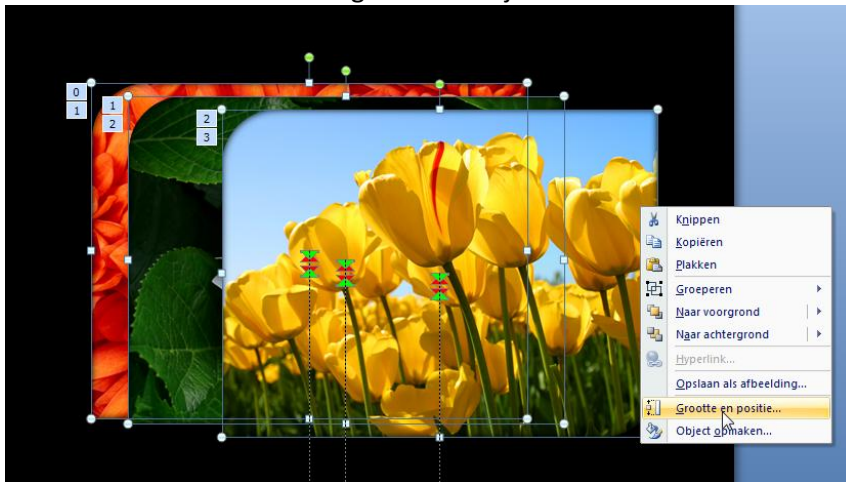 0
1
1
2
2
3
Knippen
Kopiëren
Plakken
Groeperen
Naar voorgrond
Naar achtergrond
Hyperlink...
Opslaan als afbeelding...
Grootte en positie...
Object opmaken...